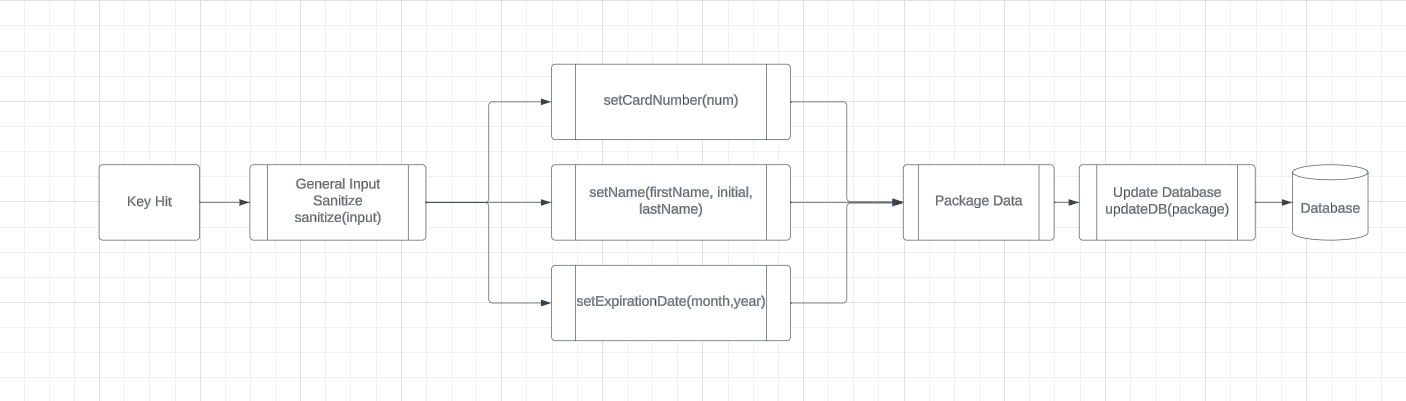 Key Hit
General Input
Sanitize
sanitize(input)
setCardNumber(num)
setName(firstName, initial,
lastName)
setExpirationDate(month,year)
Package Data
Update Database
updateDB(package)
Database